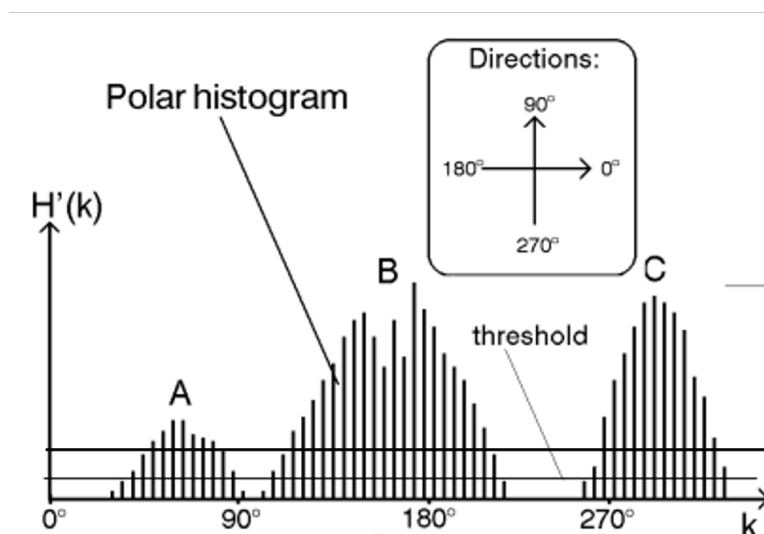 Directions:
90°
180°
0°
270°
Polar histogram
H'(k)
B
C
threshold
A
0°
90°
180°
270°
k